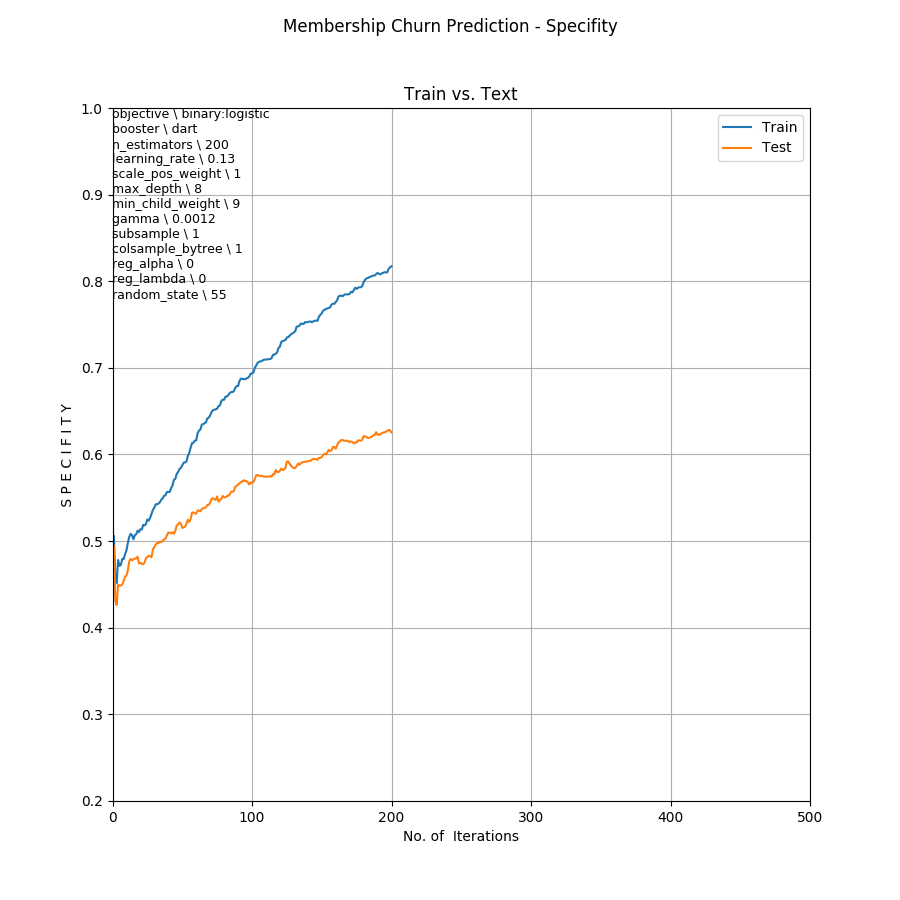 Membership Churn Prediction - Specifity
Train vs. Text
1.0
0.9
0.8
0.7
0.6
0.5
0.4
0.3
0.2
S P E C I F I T Y
objective \ binary:logistic
booster \ dart
n_estimators \ 200
learning_rate \ 0.13
scale_pos_weight \ 1
max_depth \ 8
min_child_weight \ 9
gamma \ 0.0012
subsample \ 1
colsample_bytree \ 1
reg_alpha \ 0
reg_lambda \ 0
random_state \ 55
Train
Test
0 100 200 300 400 500
No. of  Iterations